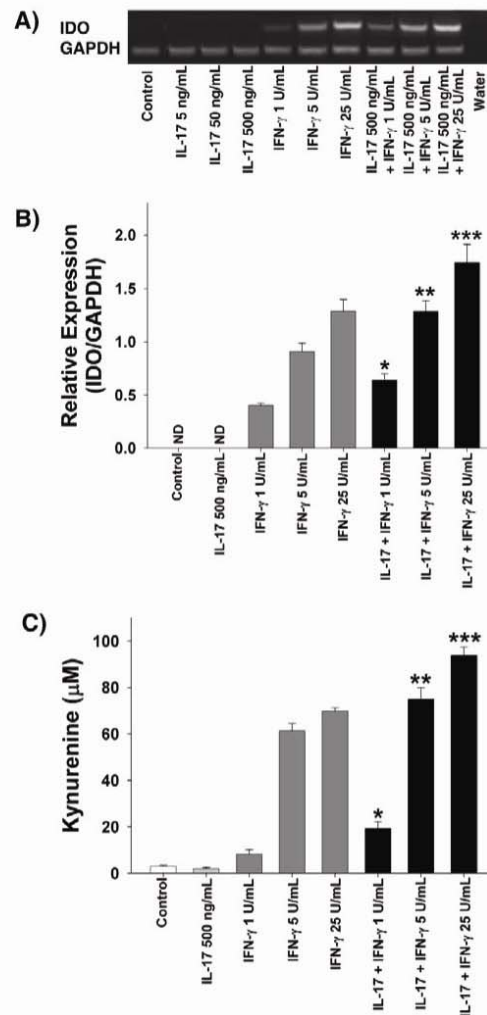 A)
IDO
GAPDH
Control
IL-17 5 ng/mL
IL-17 50 ng/mL
IL-17 500 ng/mL
IFN-γ 1 U/mL
IFN-γ 5 U/mL
IFN-γ 25 U/mL
IL-17 500 ng/mL
+ IFN-γ 1 U/mL
IL-17 500 ng/mL
+ IFN-γ 5 U/mL
IL-17 500 ng/mL
+ IFN-γ 25 U/mL
Water
B)
Relative Expression
(IDO/GAPDH)
2.0
1.5
1.0
0.5
0.0
ND
ND
*
**
***
Control
IL-17 500 ng/mL
IFN-γ 1 U/mL
IFN-γ 5 U/mL
IFN-γ 25 U/mL
IL-17 + IFN-γ 1 U/mL
IL-17 + IFN-γ 5 U/mL
IL-17 + IFN-γ 25 U/mL
C)
Kynurenine (μM)
100
80
60
40
20
0
*
**
***
Control
IL-17 500 ng/mL
IFN-γ 1 U/mL
IFN-γ 5 U/mL
IFN-γ 25 U/mL
IL-17 + IFN-γ 1 U/mL
IL-17 + IFN-γ 5 U/mL
IL-17 + IFN-γ 25 U/mL